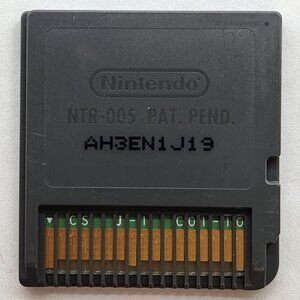 Nintendo
NTR-005 PAT. PEND.
AH3EN1J19